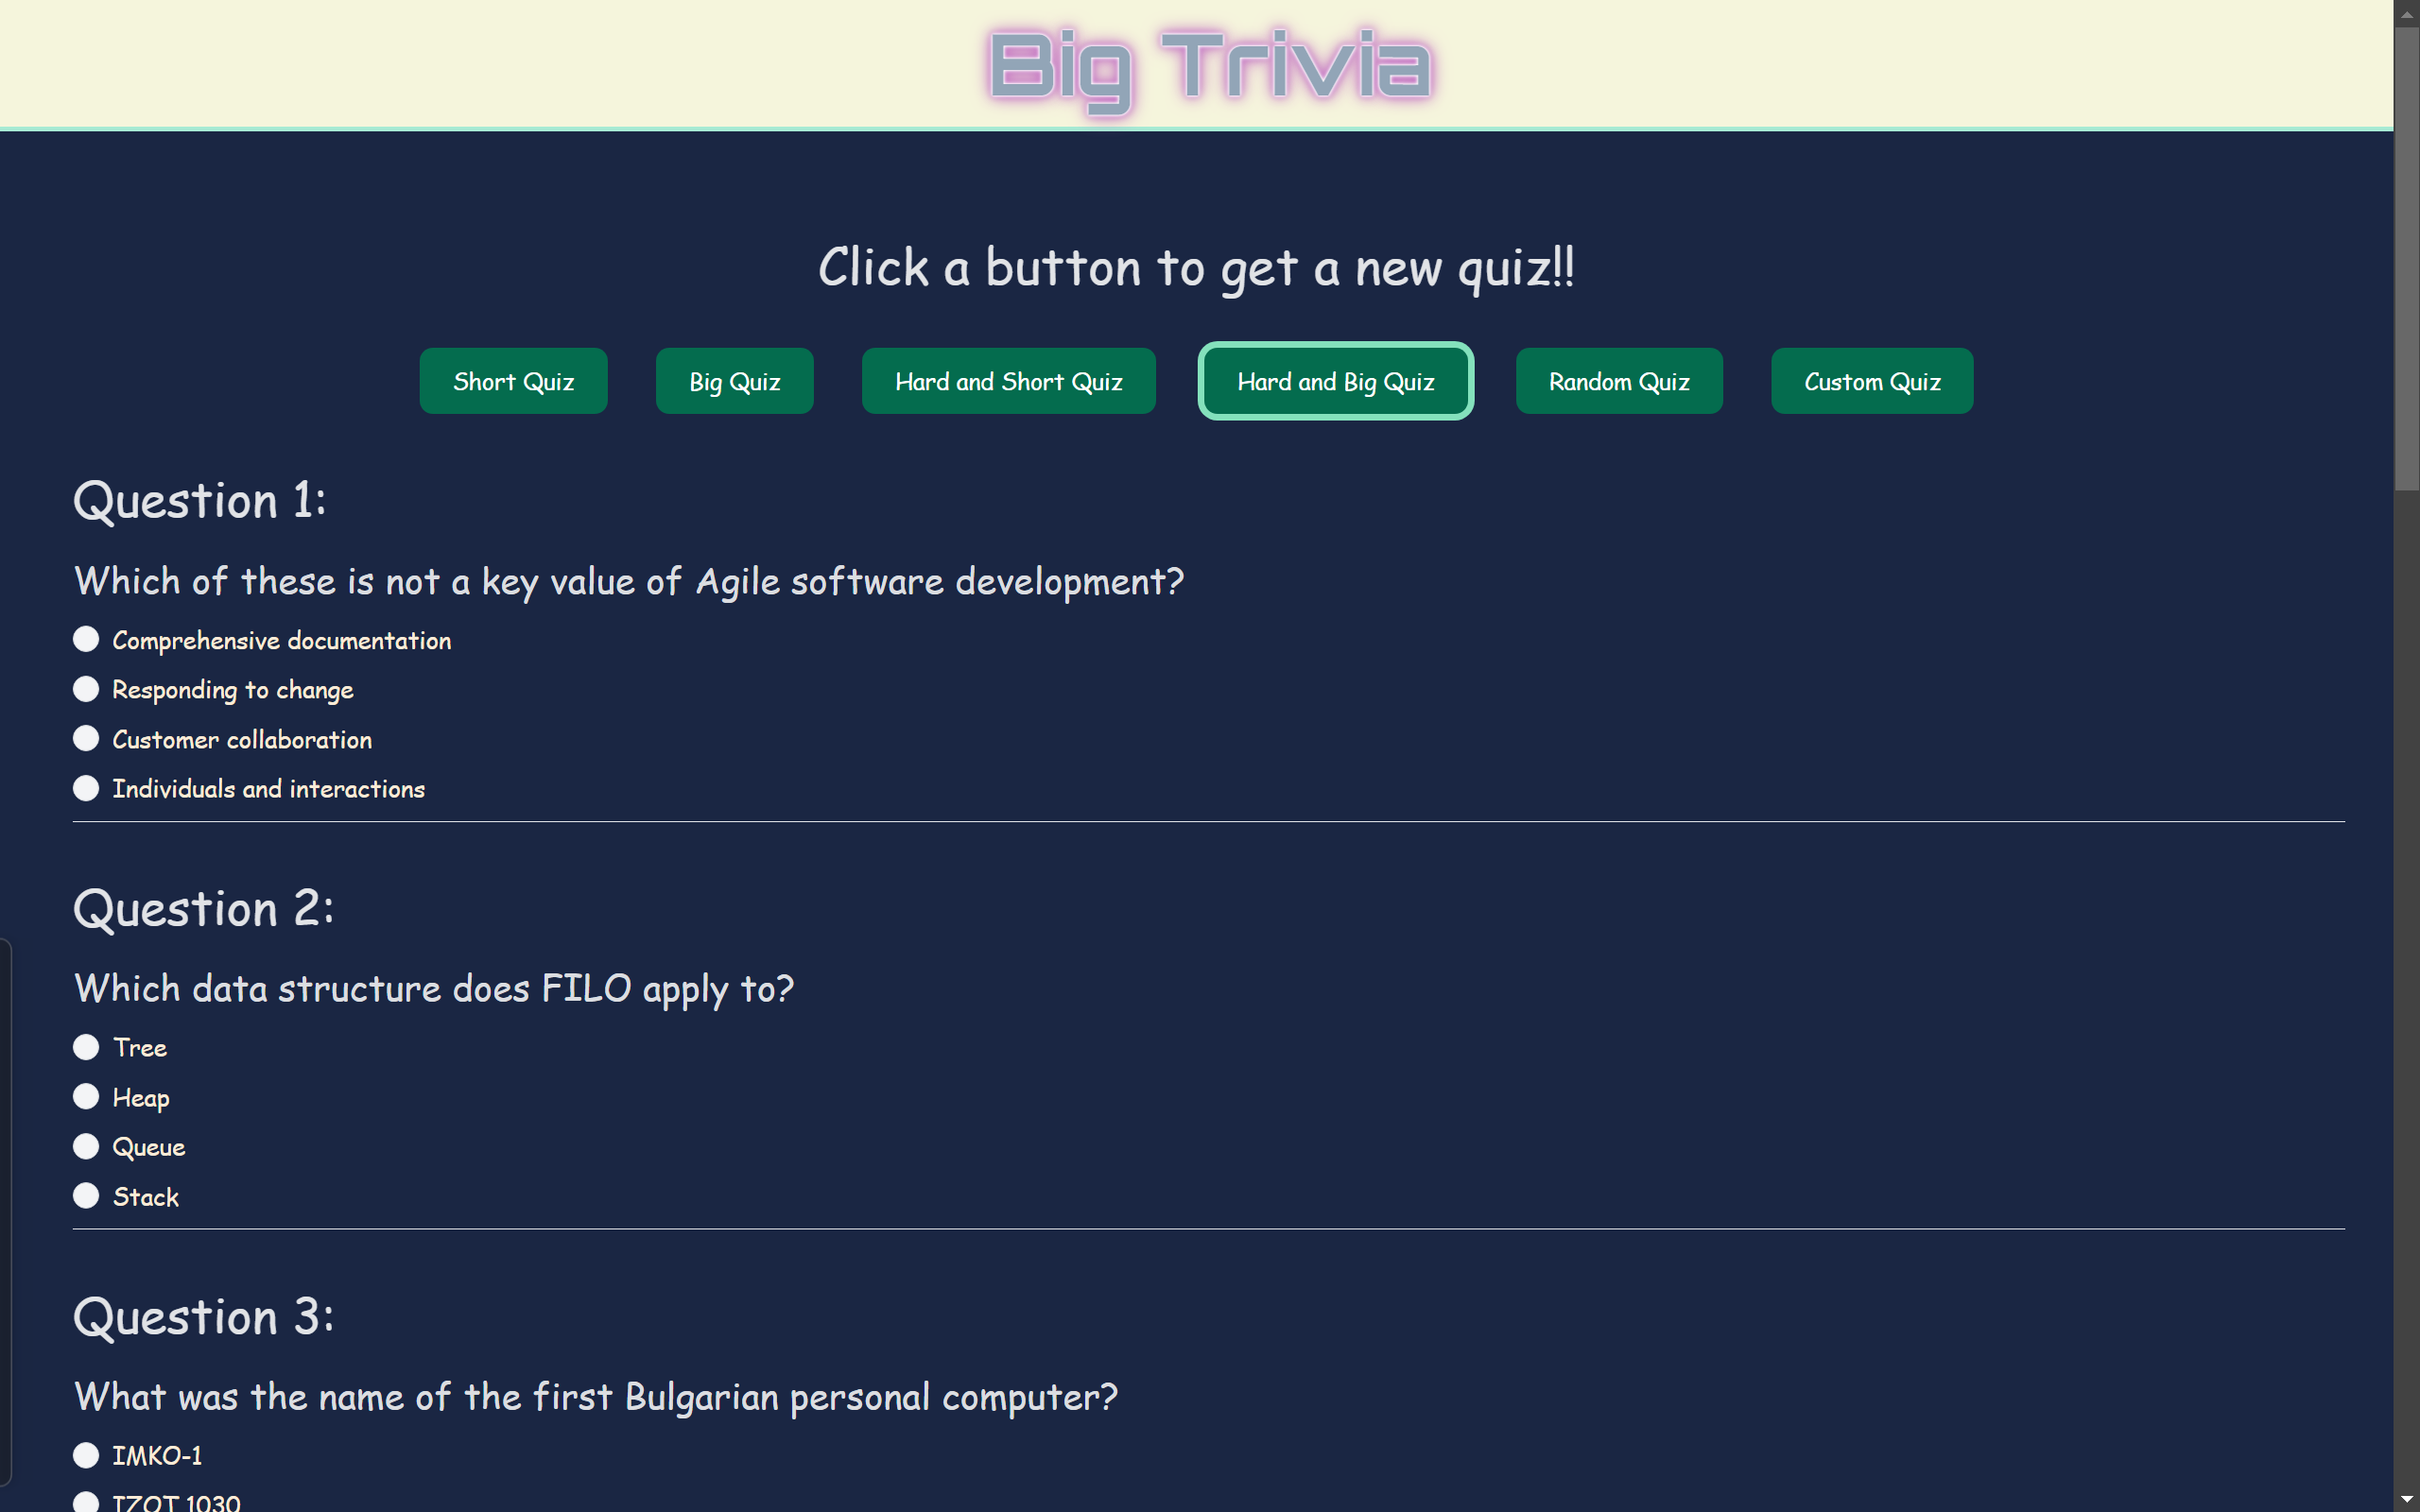 Big Trivia
Click a button to get a new quiz!!
Short Quiz
Big Quiz
Hard and Short Quiz
Hard and Big Quiz
Random Quiz
Custom Quiz
Question 1:
Which of these is not a key value of Agile software development?
Comprehensive documentation
Responding to change
Customer collaboration
Individuals and interactions
Question 2:
Which data structure does FILO apply to?
Tree
Heap
Queue
Stack
Question 3:
What was the name of the first Bulgarian personal computer?
IMKO-1
IZOT 1030